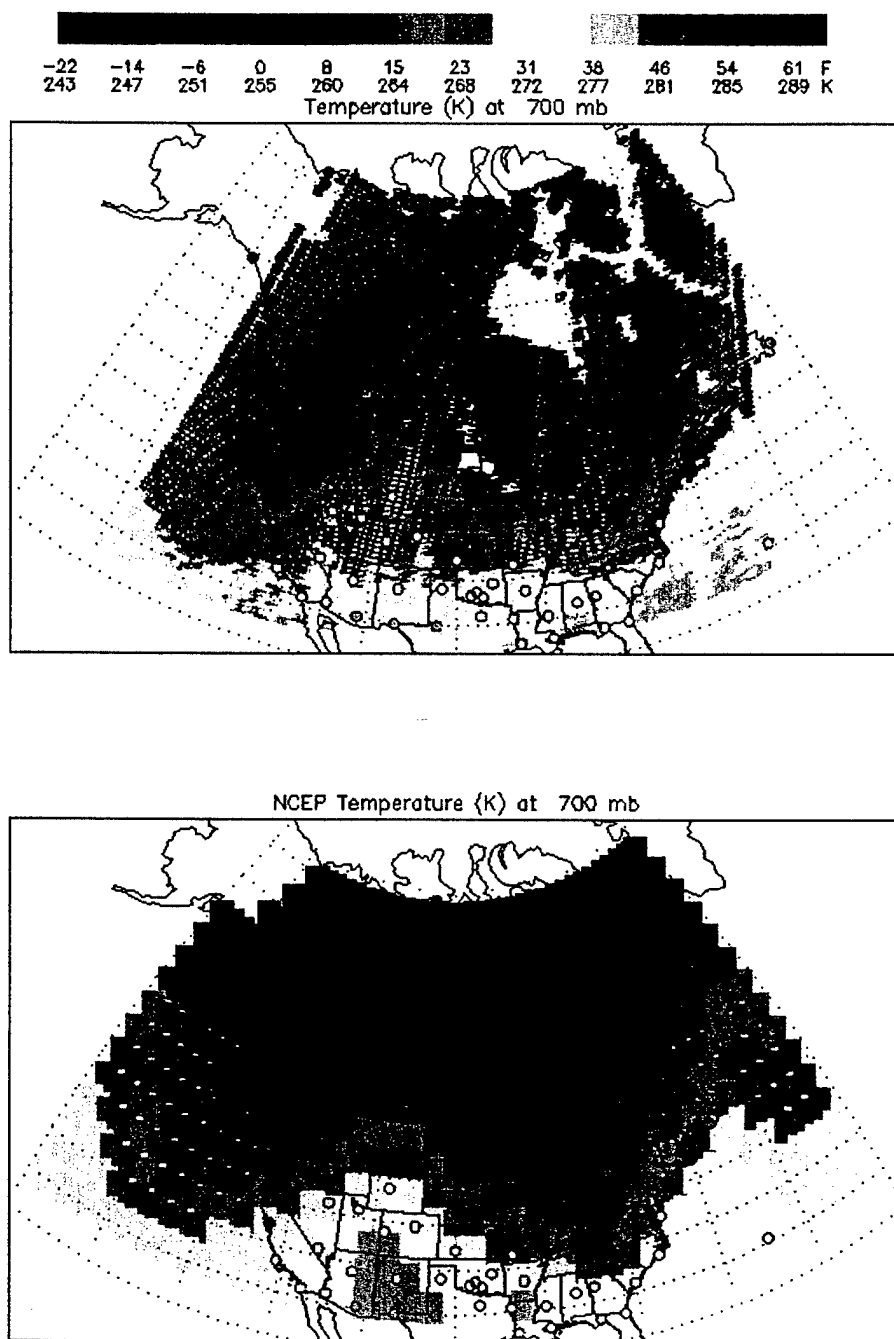 -22 -14 -6 0 8 15 23 31 38 46 54 61 F
243 247 251 255 260 264 268 272 277 281 285 289 K
Temperature (K) at 700 mb
NCEP Temperature (K) at 700 mb